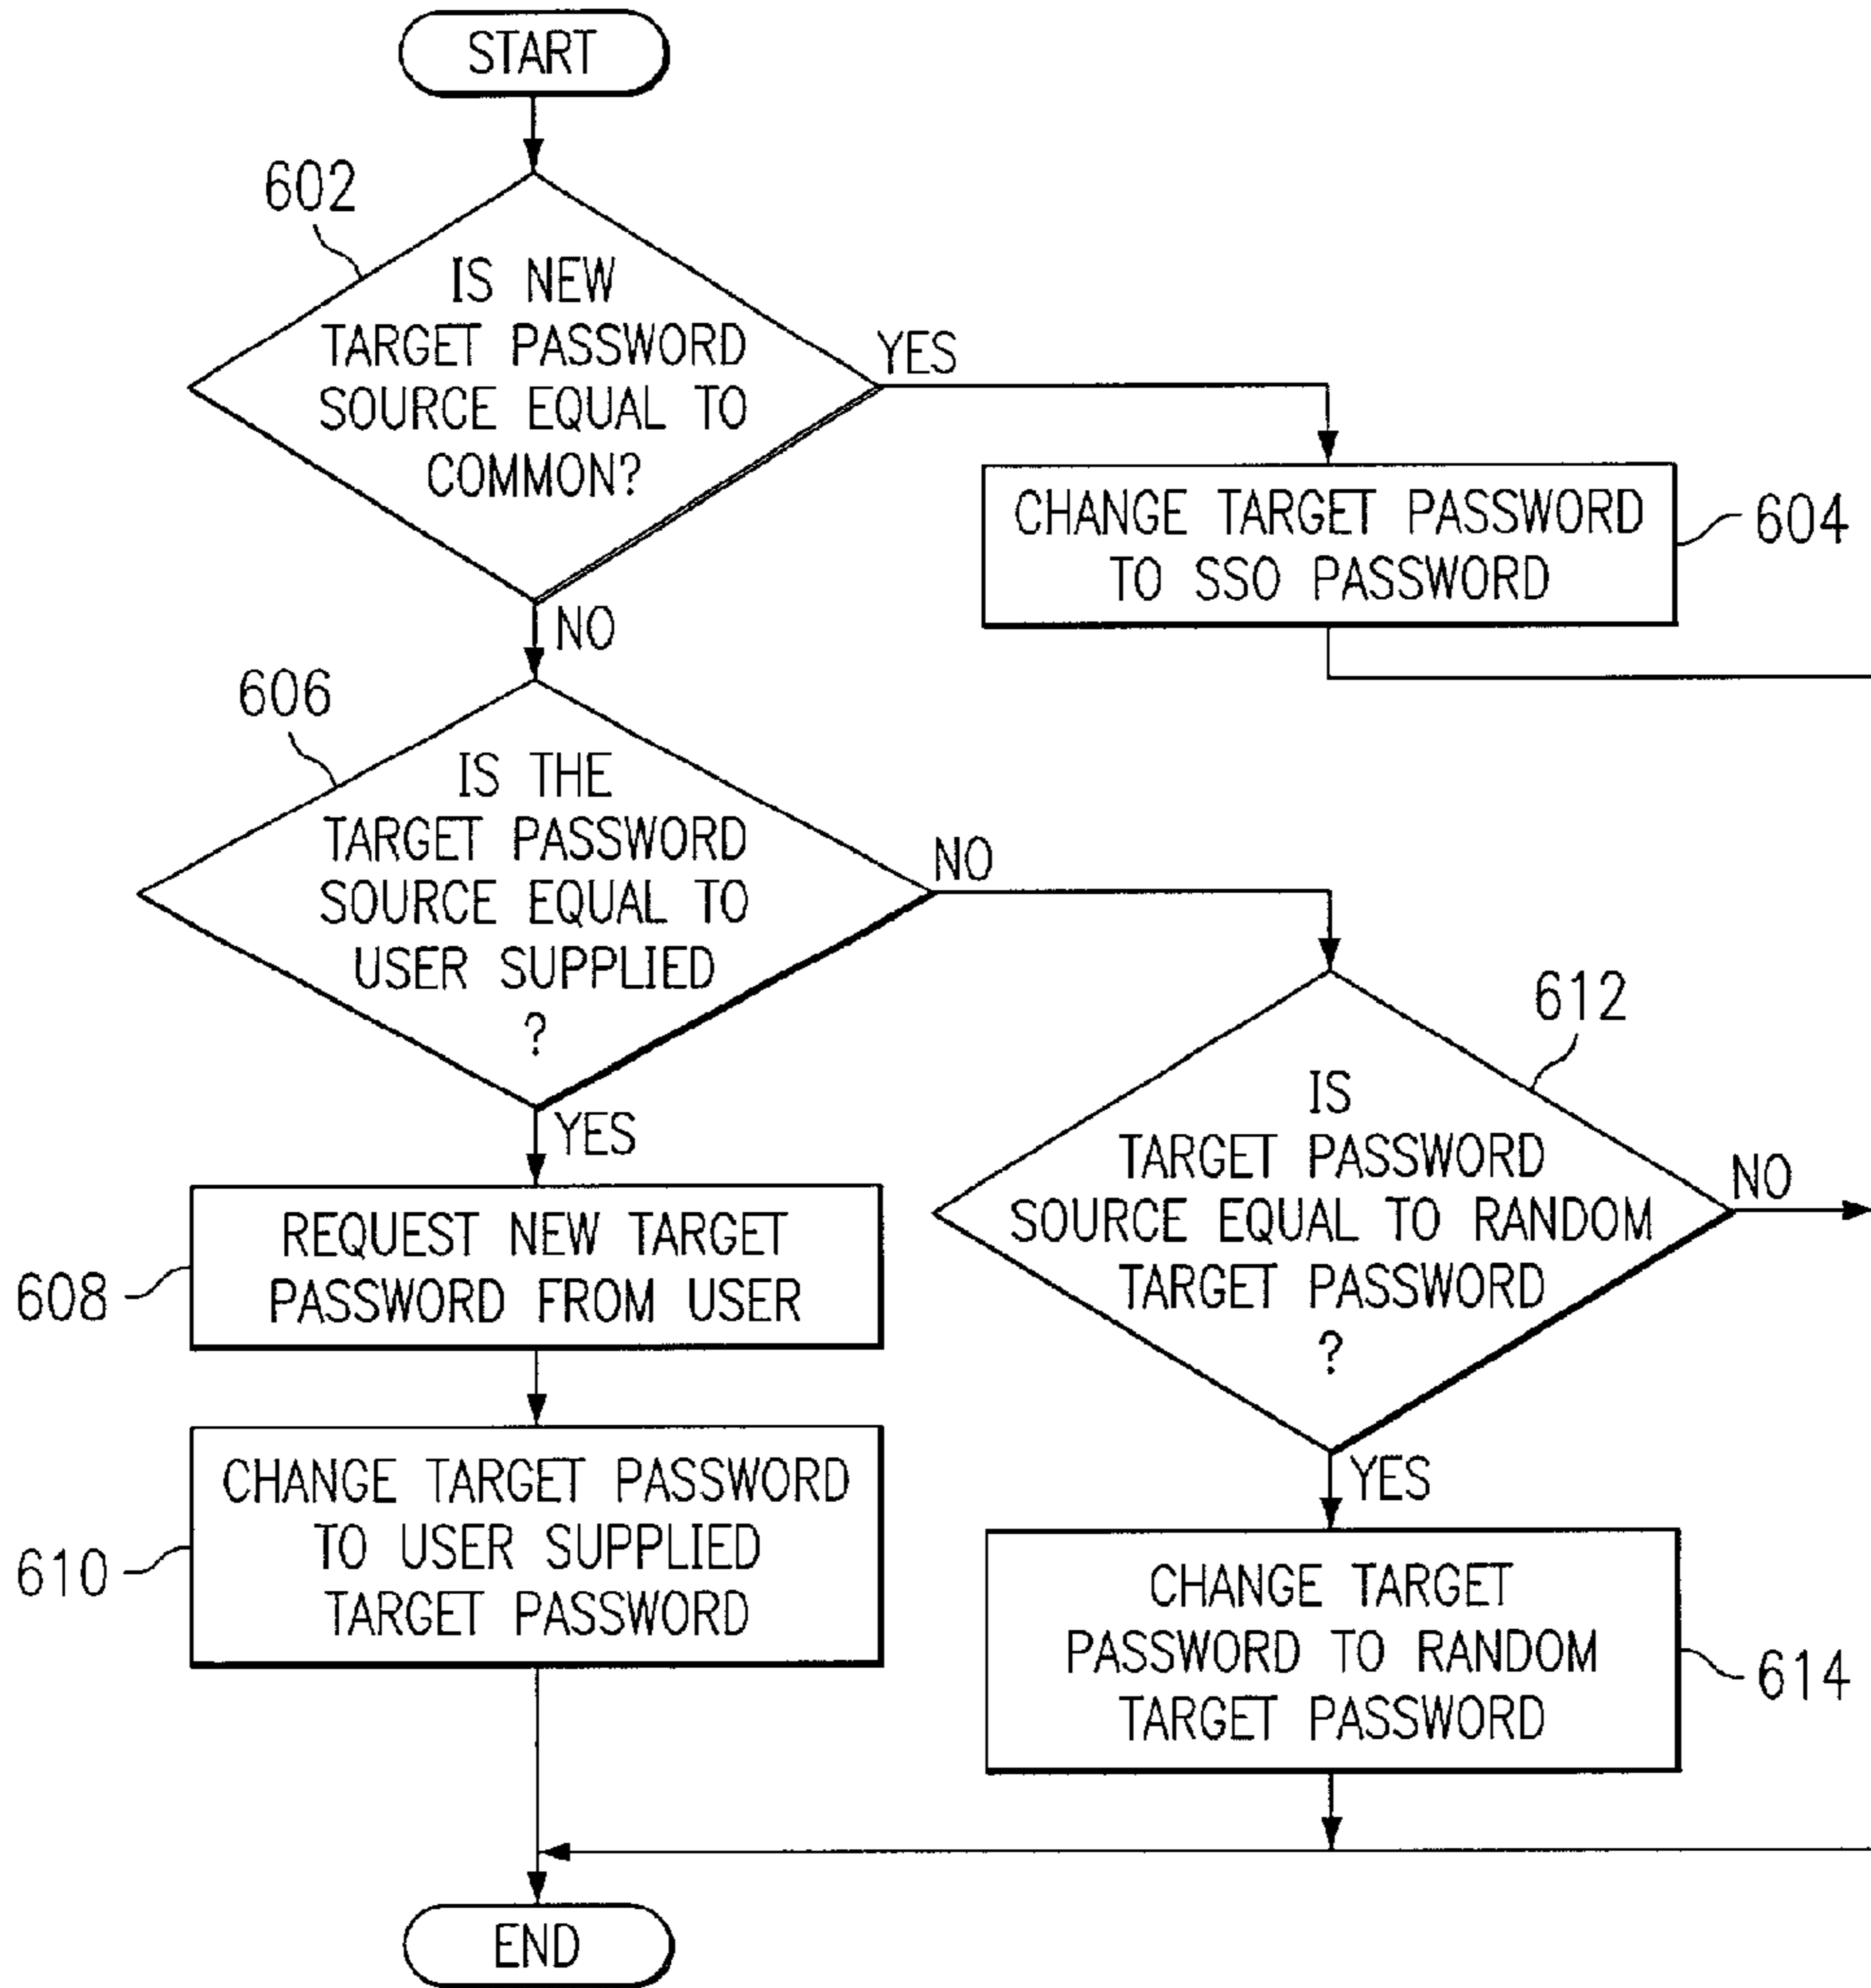 START
602
IS NEW
TARGET PASSWORD
SOURCE EQUAL TO
COMMON?
YES
CHANGE TARGET PASSWORD
TO SSO PASSWORD
604
NO
606
IS THE
TARGET PASSWORD
SOURCE EQUAL TO
USER SUPPLIED
?
NO
612
IS
TARGET PASSWORD
SOURCE EQUAL TO RANDOM
TARGET PASSWORD
?
NO
YES
REQUEST NEW TARGET
PASSWORD FROM USER
608
CHANGE TARGET PASSWORD
TO USER SUPPLIED
TARGET PASSWORD
610
YES
CHANGE TARGET
PASSWORD TO RANDOM
TARGET PASSWORD
614
END